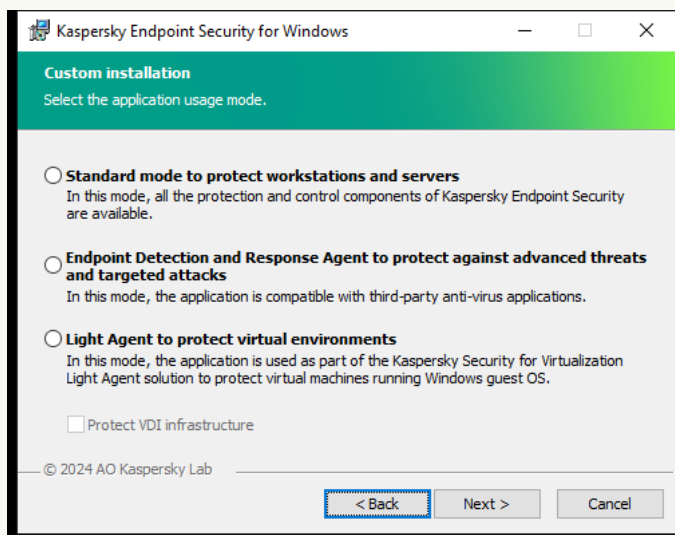 Kaspersky Endpoint Security for Windows
Custom installation
Select the application usage mode.
Standard mode to protect workstations and servers
In this mode, all the protection and control components of Kaspersky Endpoint Security
are available.
Endpoint Detection and Response Agent to protect against advanced threats
and targeted attacks
In this mode, the application is compatible with third-party anti-virus applications.
Light Agent to protect virtual environments
In this mode, the application is used as part of the Kaspersky Security for Virtualization
Light Agent solution to protect virtual machines running Windows guest OS.
Protect VDI infrastructure
© 2024 AO Kaspersky Lab
< Back Next > Cancel